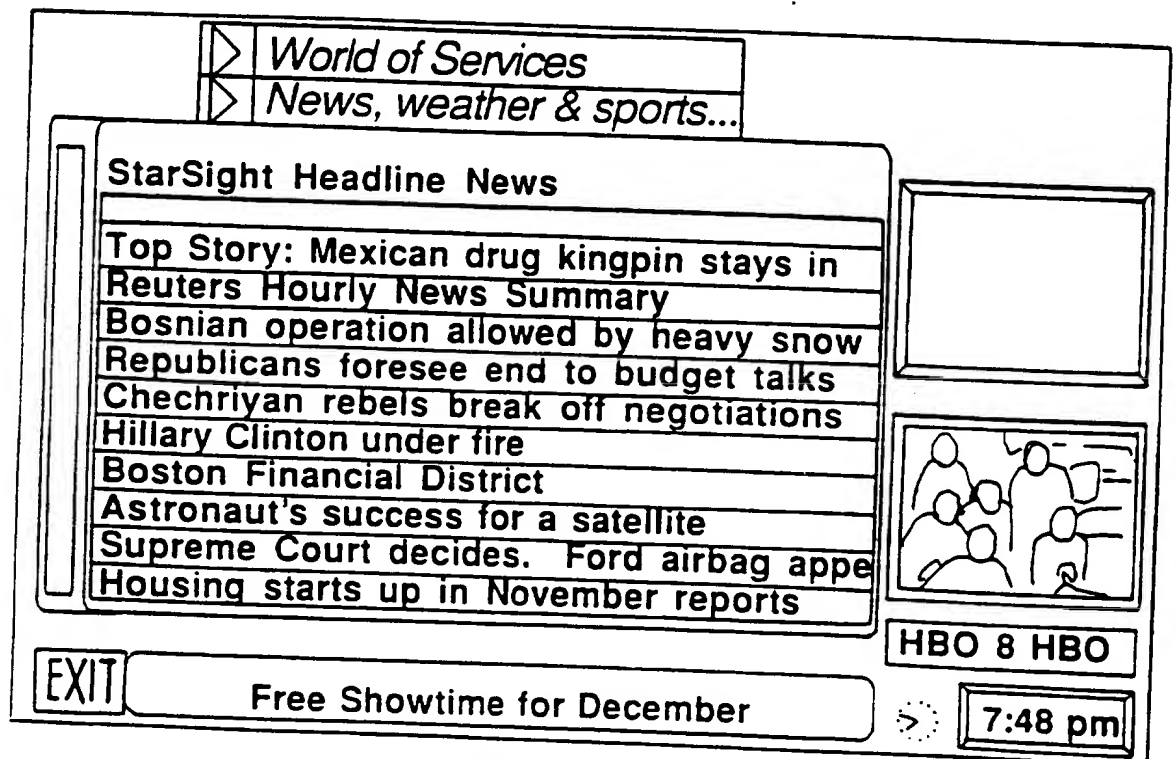 World of Services
News, weather & sports...
StarSight Headline News
Top Story: Mexican drug kingpin stays in
Reuters Hourly News Summary
Bosnian operation allowed by heavy snow
Republicans foresee end to budget talks
Chechriyan rebels break off negotiations
Hillary Clinton under fire
Boston Financial District
Astronaut's success for a satellite
Supreme Court decides. Ford airbag appe
Housing starts up in November reports
HBO 8 HBO
EXIT
Free Showtime for December
7:48 pm